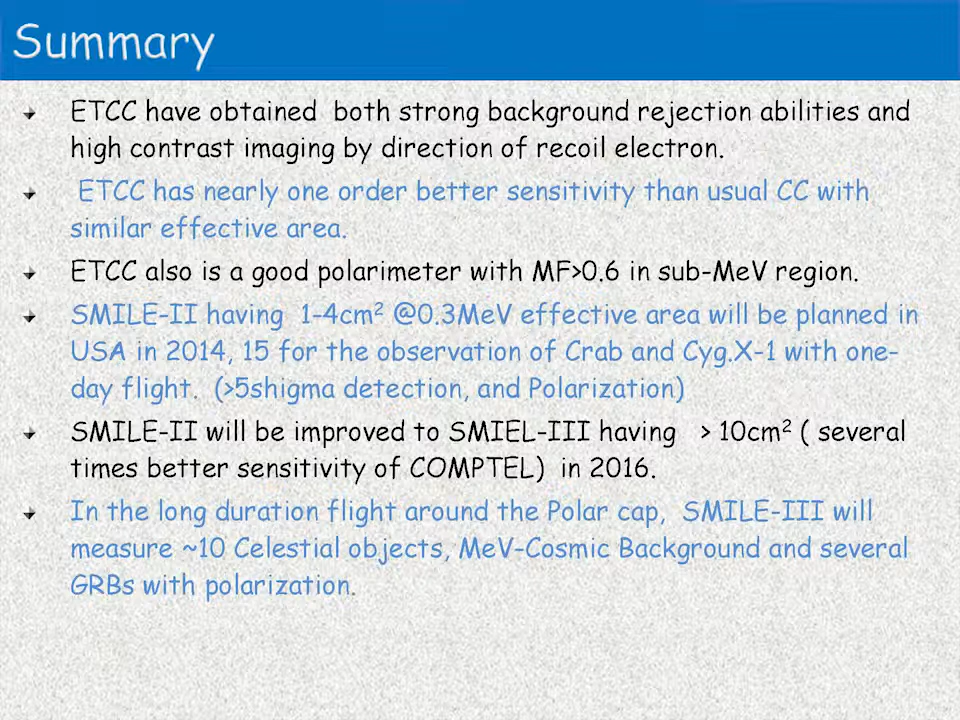 Summary
ETCC have obtained both strong background rejection abilities and
high contrast imaging by direction of recoil electron.
ETCC has nearly one order better sensitivity than usual CC with
similar effective area.
ETCC also is a good polarimeter with MF>0.6 in sub-MeV region.
SMILE-II having 1-4cm² @0.3MeV effective area will be planned in
USA in 2014, 15 for the observation of Crab and Cyg.X-1 with one-
day flight. (>5shigma detection, and Polarization)
SMILE-II will be improved to SMIEL-III having > 10cm² ( several
times better sensitivity of COMPTEL) in 2016.
In the long duration flight around the Polar cap, SMILE-III will
measure ~10 Celestial objects, MeV-Cosmic Background and several
GRBs with polarization.